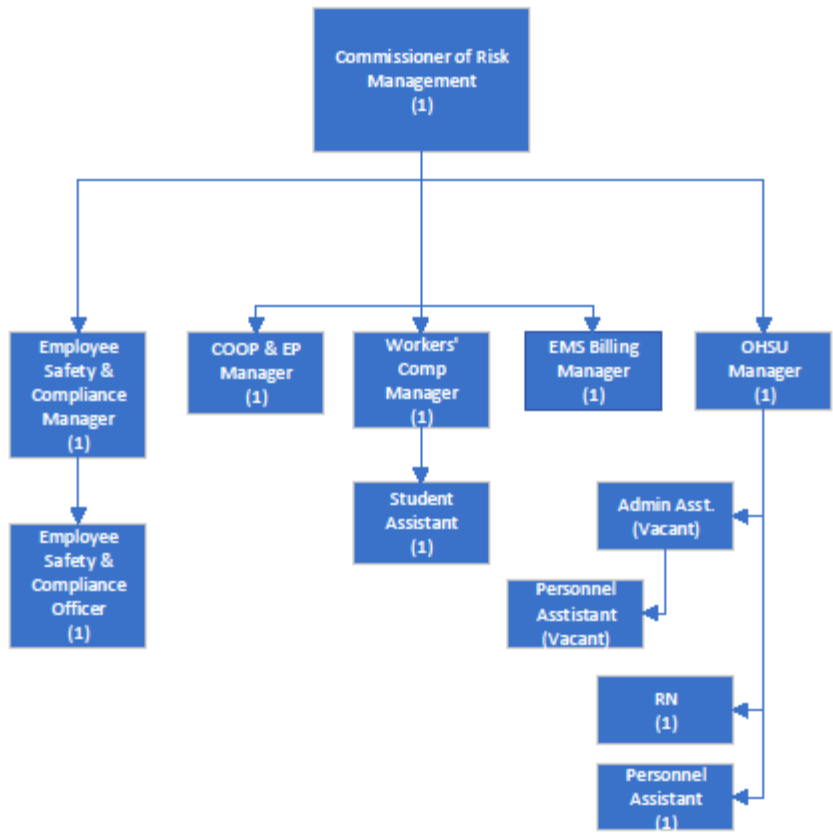 Commissioner of Risk
Management
(1)
Employee
Safety &
Compliance
Manager
(1)
COOP & EP
Manager
(1)
Workers'
Comp
Manager
(1)
EMS Billing
Manager
(1)
OHSU
Manager
(1)
Employee
Safety &
Compliance
Officer
(1)
Student
Assistant
(1)
Admin Asst.
(Vacant)
Personnel
Asstistant
(Vacant)
RN
(1)
Personnel
Assistant
(1)